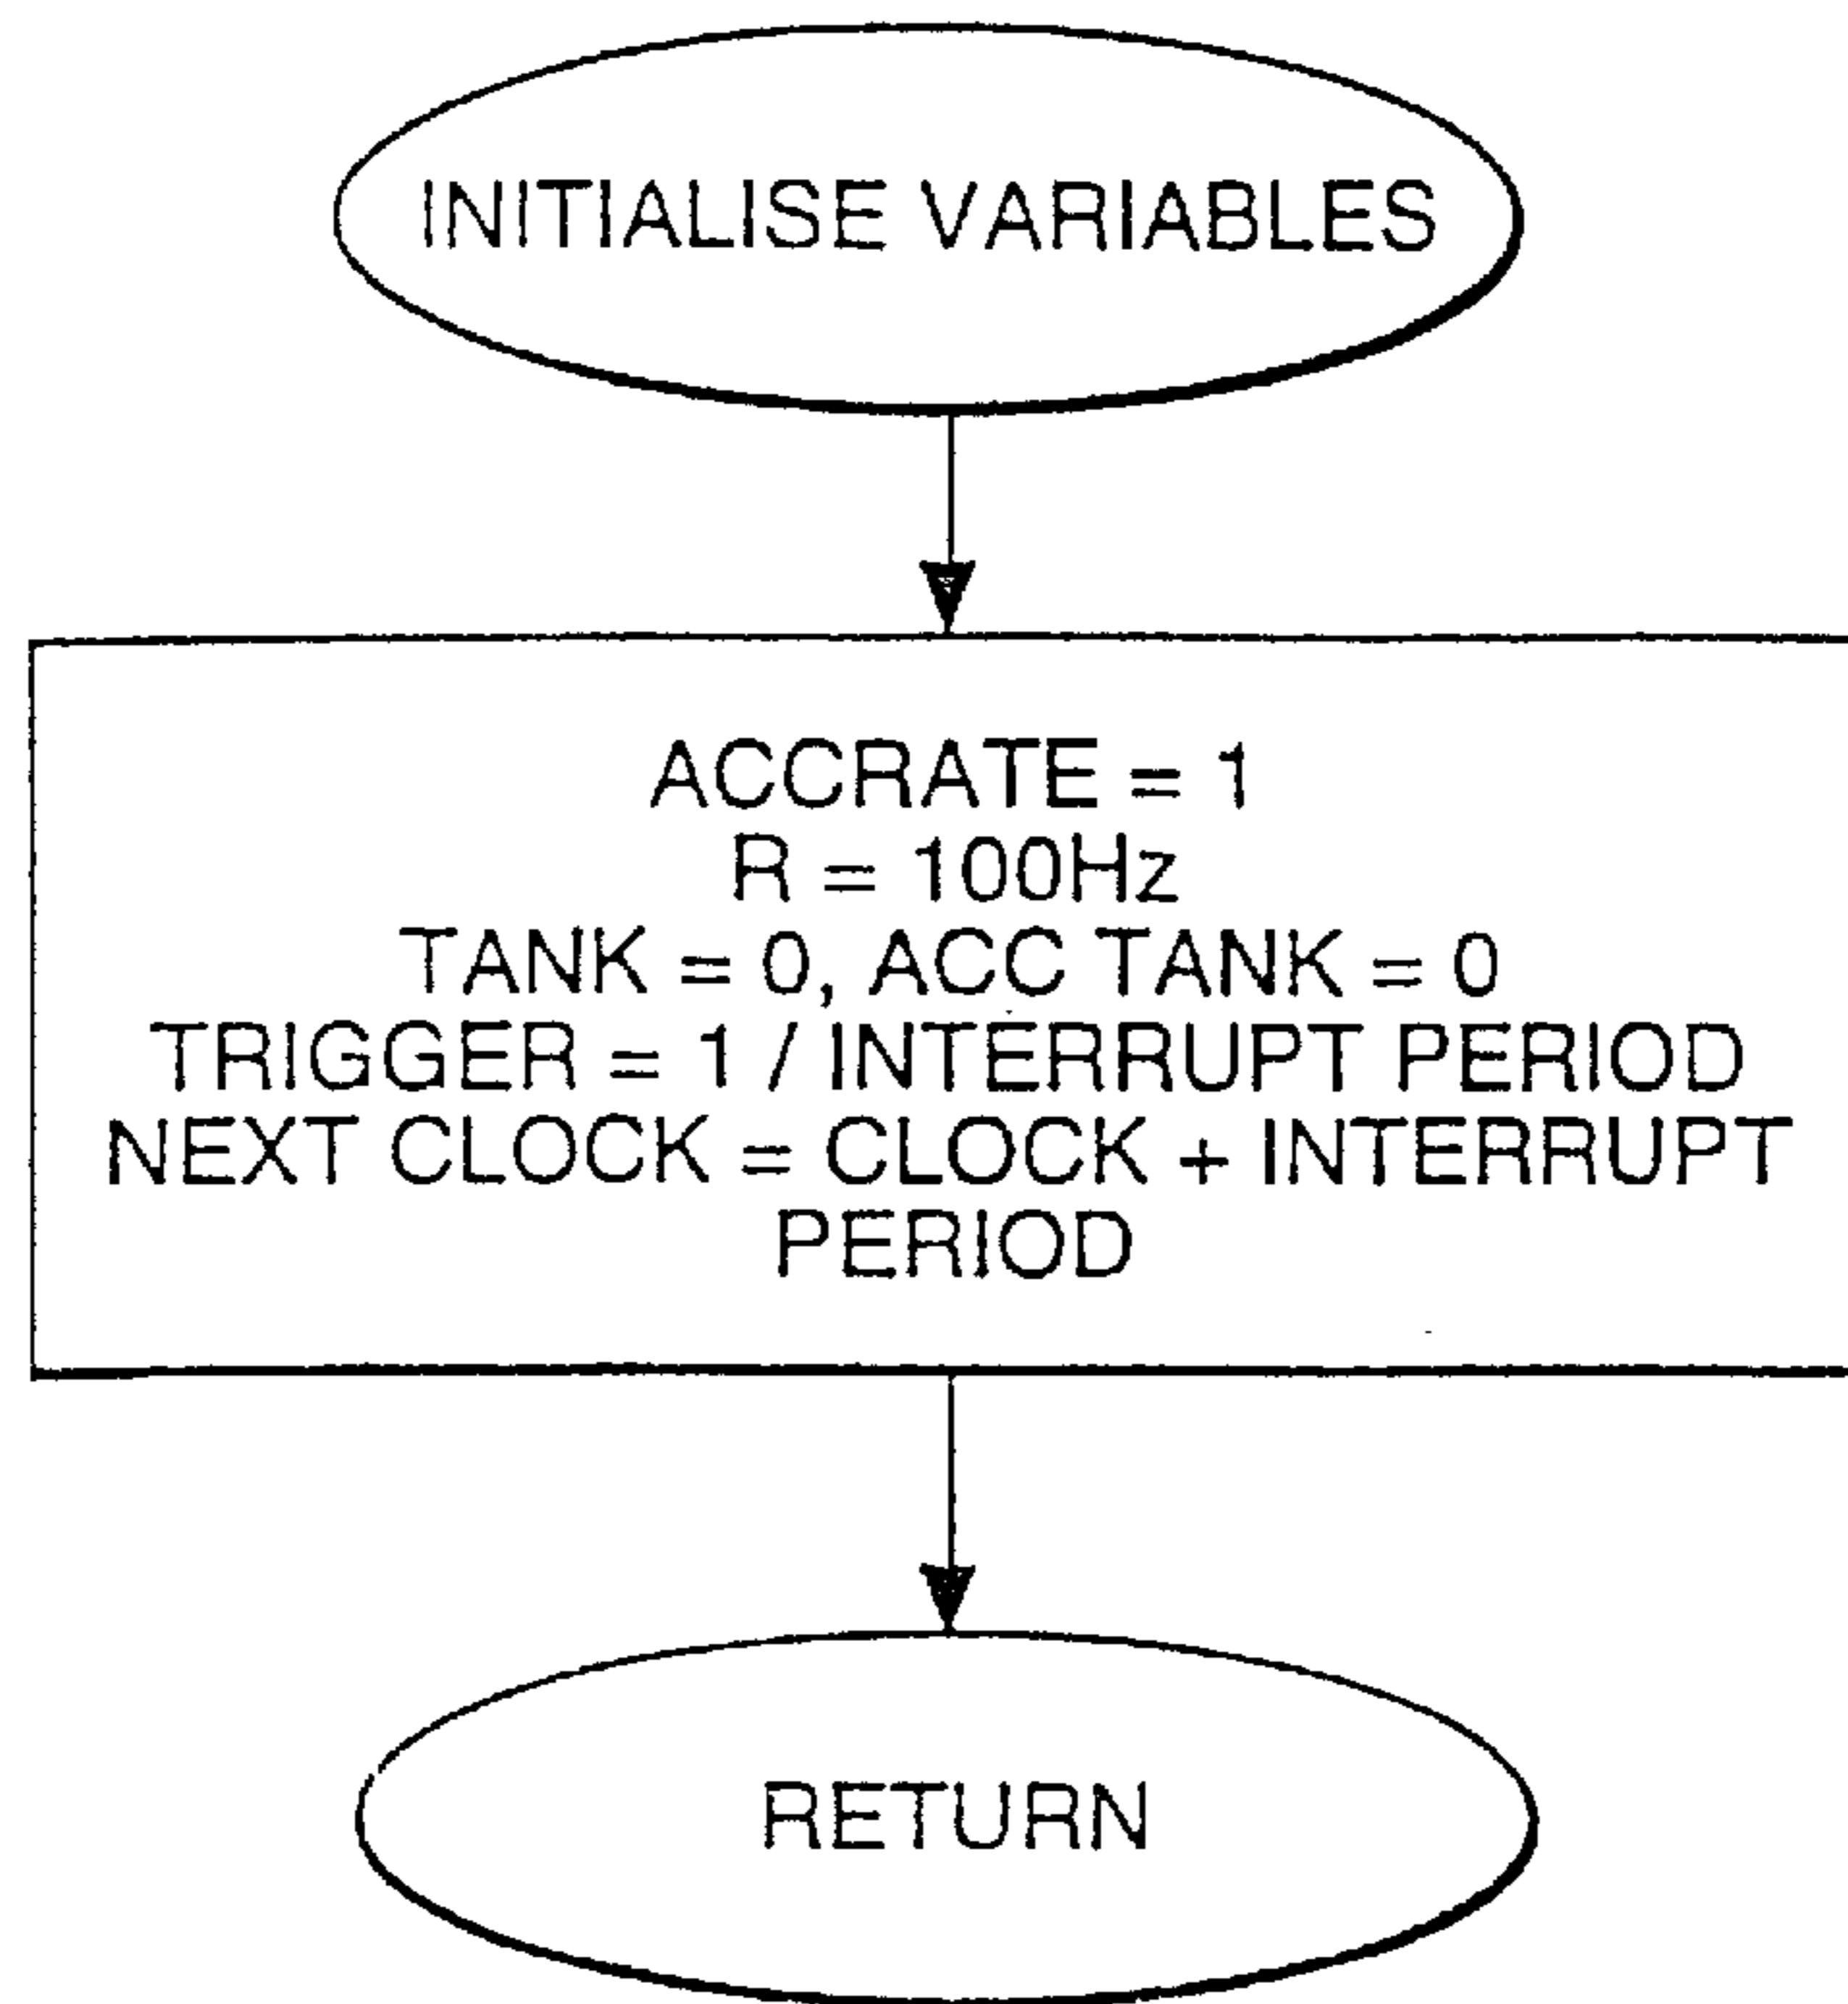 INITIALISE VARIABLES
ACCRATE = 1
R = 100Hz
TANK = 0, ACC TANK = 0
TRIGGER = 1 / INTERRUPT PERIOD
NEXT CLOCK = CLOCK + INTERRUPT
PERIOD
RETURN